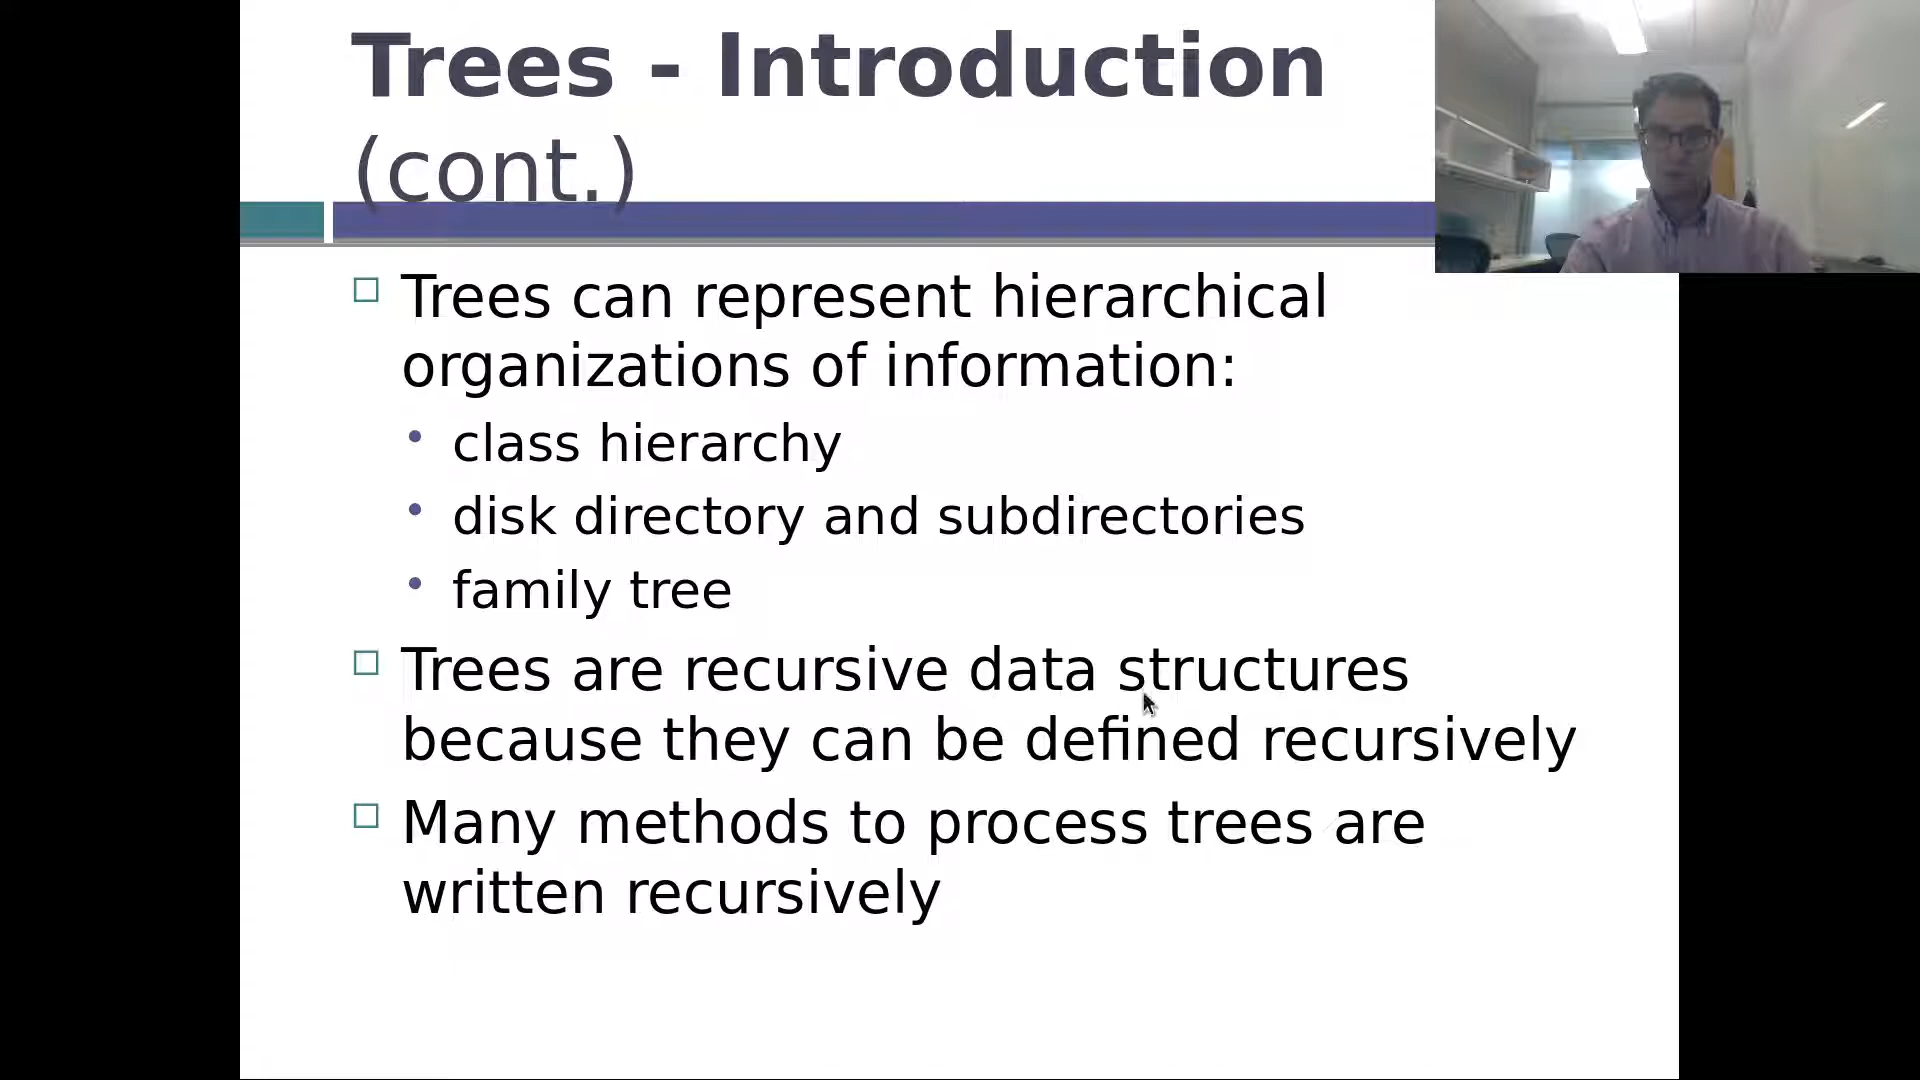 Trees - Introduction
(cont.)
Trees can represent hierarchical
organizations of information:
class hierarchy
disk directory and subdirectories
family tree
Trees are recursive data structures
because they can be defined recursively
Many methods to process trees are
written recursively